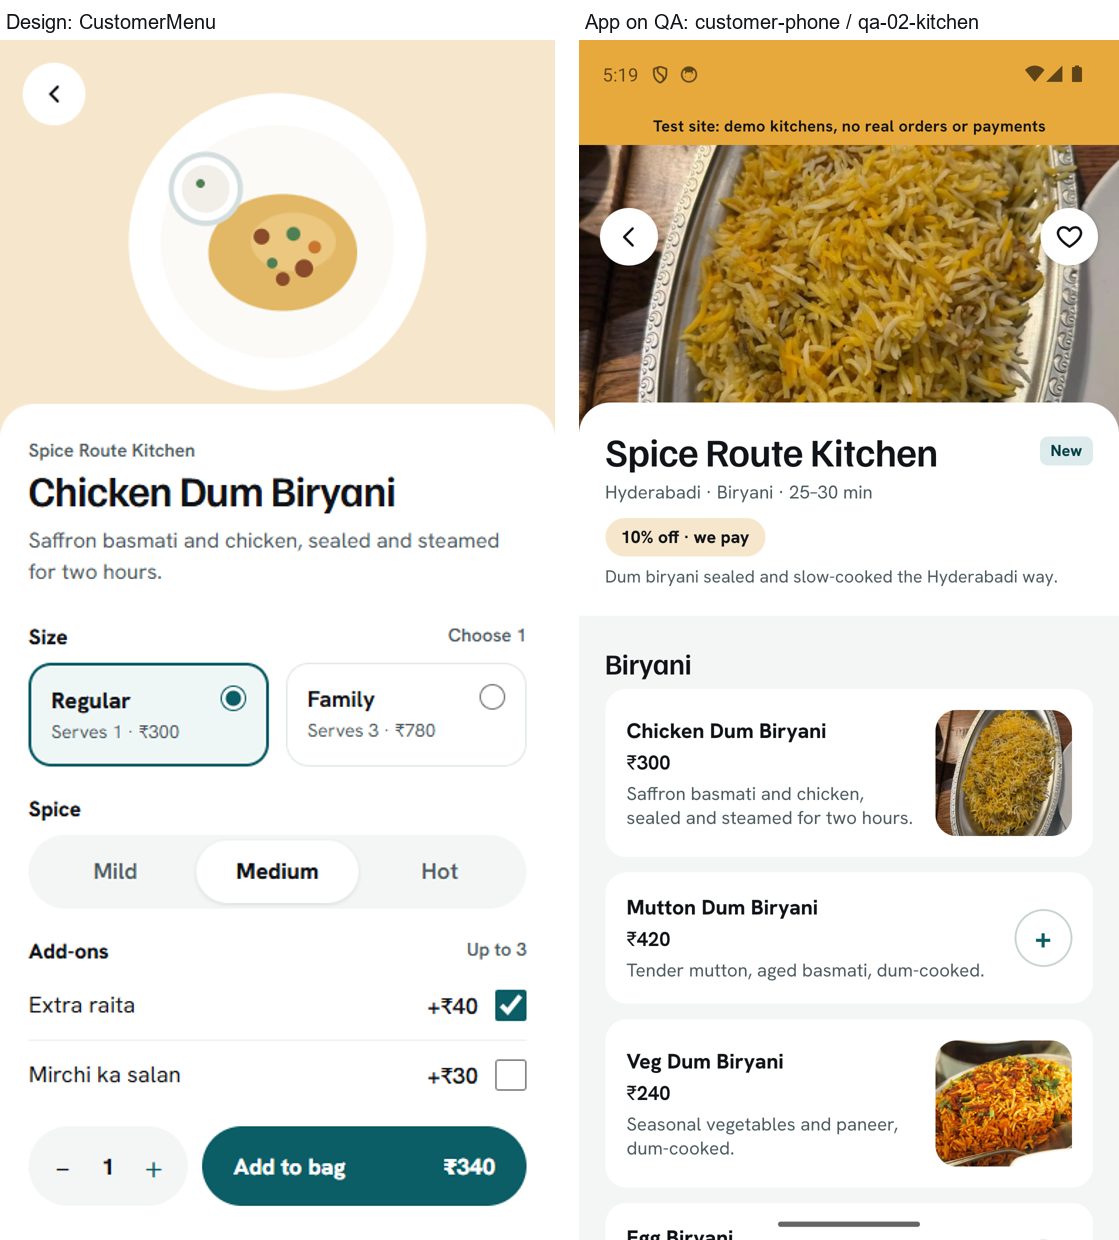 Design: CustomerMenu
Spice Route Kitchen
Chicken Dum Biryani
Saffron basmati and chicken, sealed and steamed
for two hours.
Size
Choose 1
Regular
Serves 1 · ₹300
Family
Serves 3 · ₹780
Spice
Mild
Medium
Hot
Add-ons
Up to 3
Extra raita
+₹40
Mirchi ka salan
+₹30
− 1 +
Add to bag ₹340
App on QA: customer-phone / qa-02-kitchen
5:19
Test site: demo kitchens, no real orders or payments
Spice Route Kitchen
New
Hyderabadi · Biryani · 25–30 min
10% off · we pay
Dum biryani sealed and slow-cooked the Hyderabadi way.
Biryani
Chicken Dum Biryani
₹300
Saffron basmati and chicken,
sealed and steamed for two hours.
Mutton Dum Biryani
₹420
Tender mutton, aged basmati, dum-cooked.
+
Veg Dum Biryani
₹240
Seasonal vegetables and paneer,
dum-cooked.
Egg Biryani